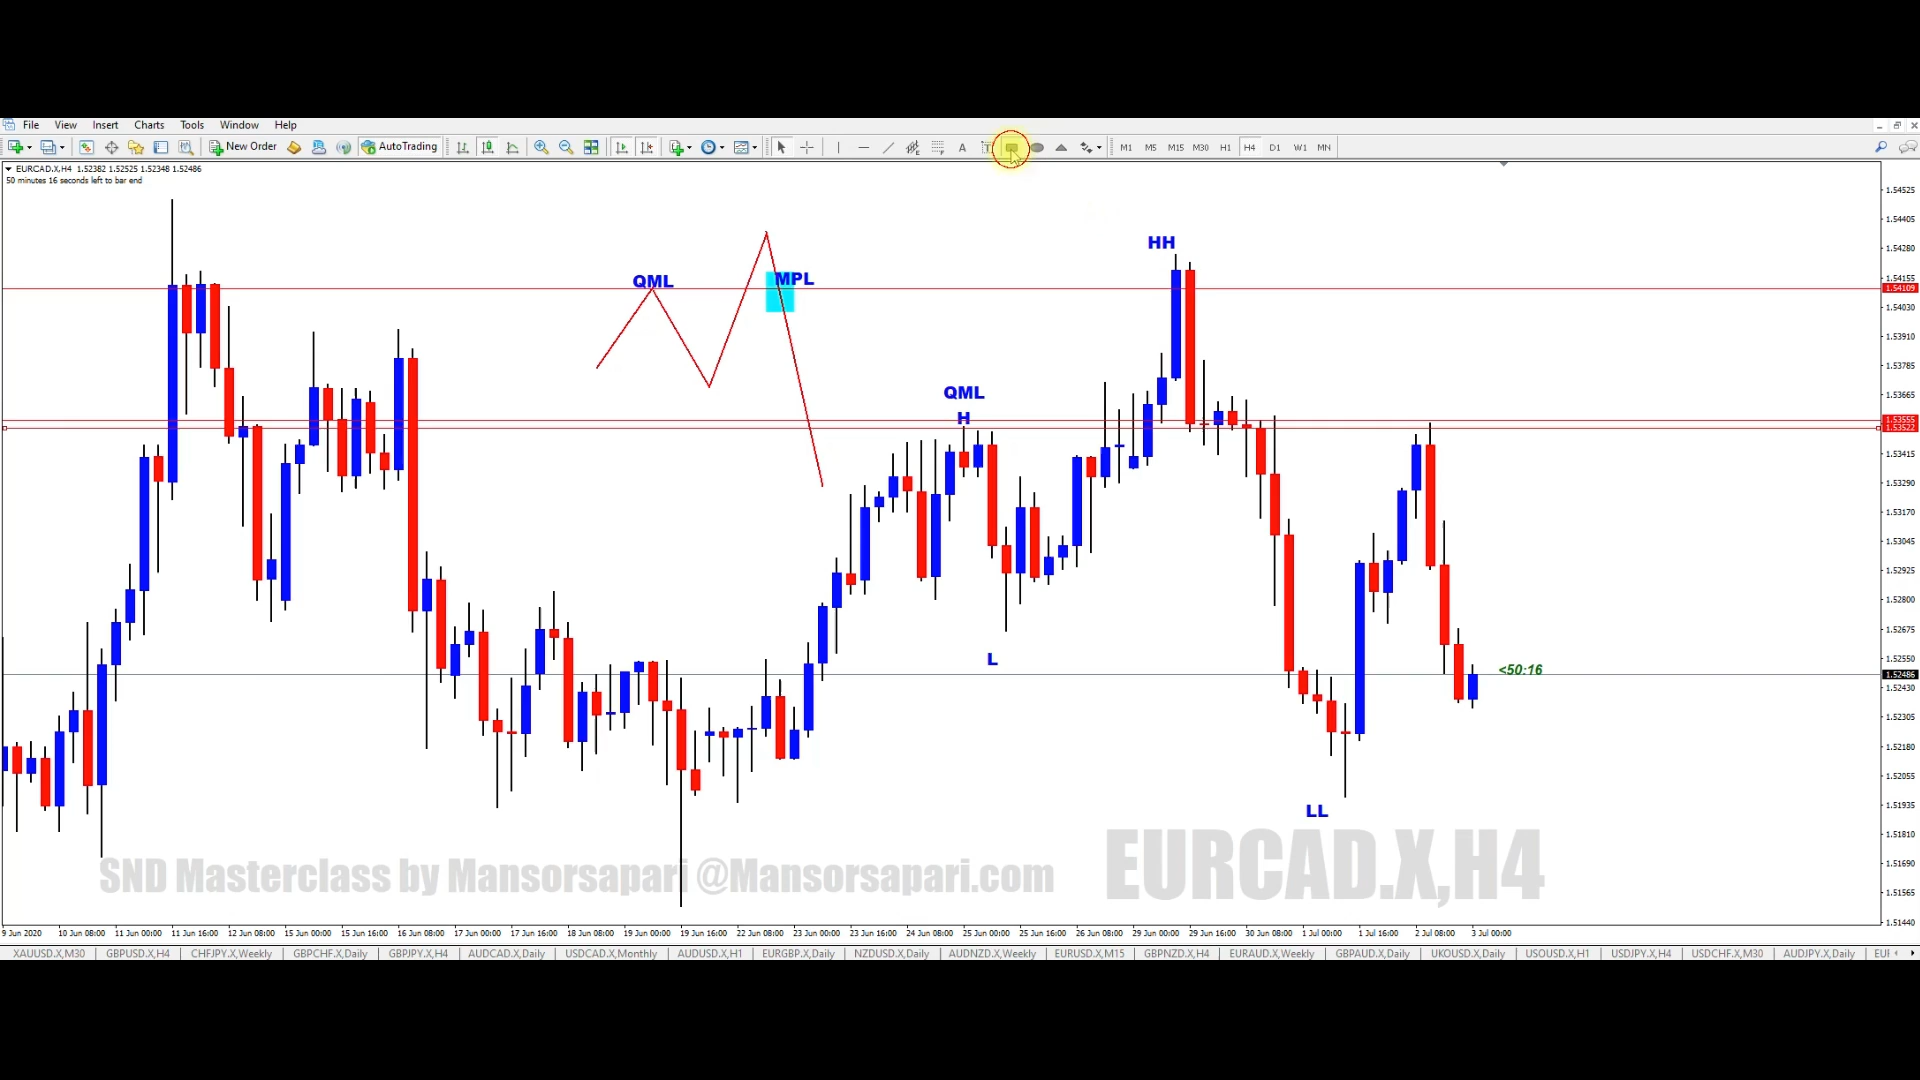 File View Insert Charts Tools Window Help
New Order AutoTrading A T M1 M5 M15 M30 H1 H4 D1 W1 MN
EURCAD.X,H4 1.52382 1.52525 1.52348 1.52486
50 minutes 16 seconds left to bar end
1.54525
1.54405
HH
1.54280
QML
MPL
1.54155
1.54109
1.54030
1.53910
1.53785
QML
1.53665
H
1.53555
1.53522
1.53415
1.53290
1.53170
1.53045
1.52925
1.52800
1.52675
L
1.52550
<50:16
1.52486
1.52430
1.52305
1.52180
1.52055
LL
1.51935
1.51810
SND Masterclass by Mansorsapari @Mansorsapari.com
EURCAD.X,H4
1.51690
1.51565
1.51440
9 Jun 2020 10 Jun 08:00 11 Jun 00:00 11 Jun 16:00 12 Jun 08:00 15 Jun 00:00 15 Jun 16:00 16 Jun 08:00 17 Jun 00:00 17 Jun 16:00 18 Jun 08:00 19 Jun 00:00 19 Jun 16:00 22 Jun 08:00 23 Jun 00:00 23 Jun 16:00 24 Jun 08:00 25 Jun 00:00 25 Jun 16:00 26 Jun 08:00 29 Jun 00:00 29 Jun 16:00 30 Jun 08:00 1 Jul 00:00 1 Jul 16:00 2 Jul 08:00 3 Jul 00:00
XAUUSD.X,M30 GBPUSD.X,H4 CHFJPY.X,Weekly GBPCHF.X,Daily GBPJPY.X,H4 AUDCAD.X,Daily USDCAD.X,Monthly AUDUSD.X,H1 EURGBP.X,Daily NZDUSD.X,Daily AUDNZD.X,Weekly EURUSD.X,M15 GBPNZD.X,H4 EURAUD.X,Weekly GBPAUD.X,Daily UKOUSD.X,Daily USOUSD.X,H1 USDJPY.X,H4 USDCHF.X,M30 AUDJPY.X,Daily